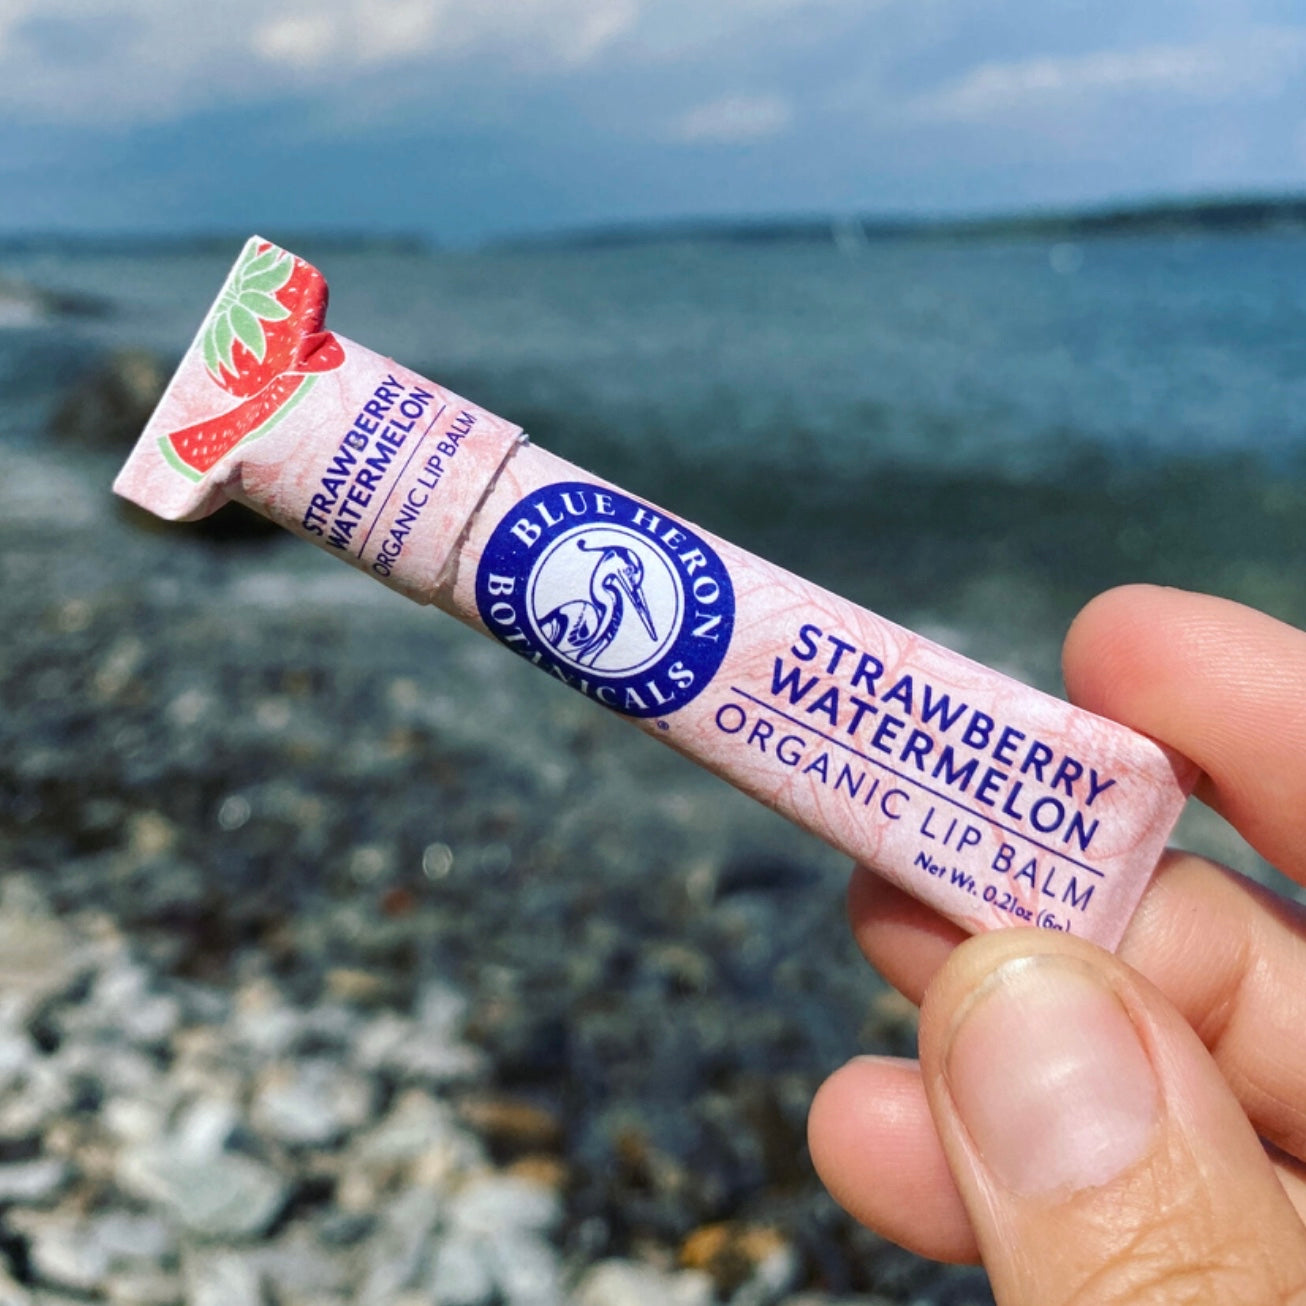 STRAWBERRY
WATERMELON
ORGANIC LIP BALM
BLUE HERON
BOTANICALS
®
STRAWBERRY
WATERMELON
ORGANIC LIP BALM
Net Wt. 0.21oz (6g)